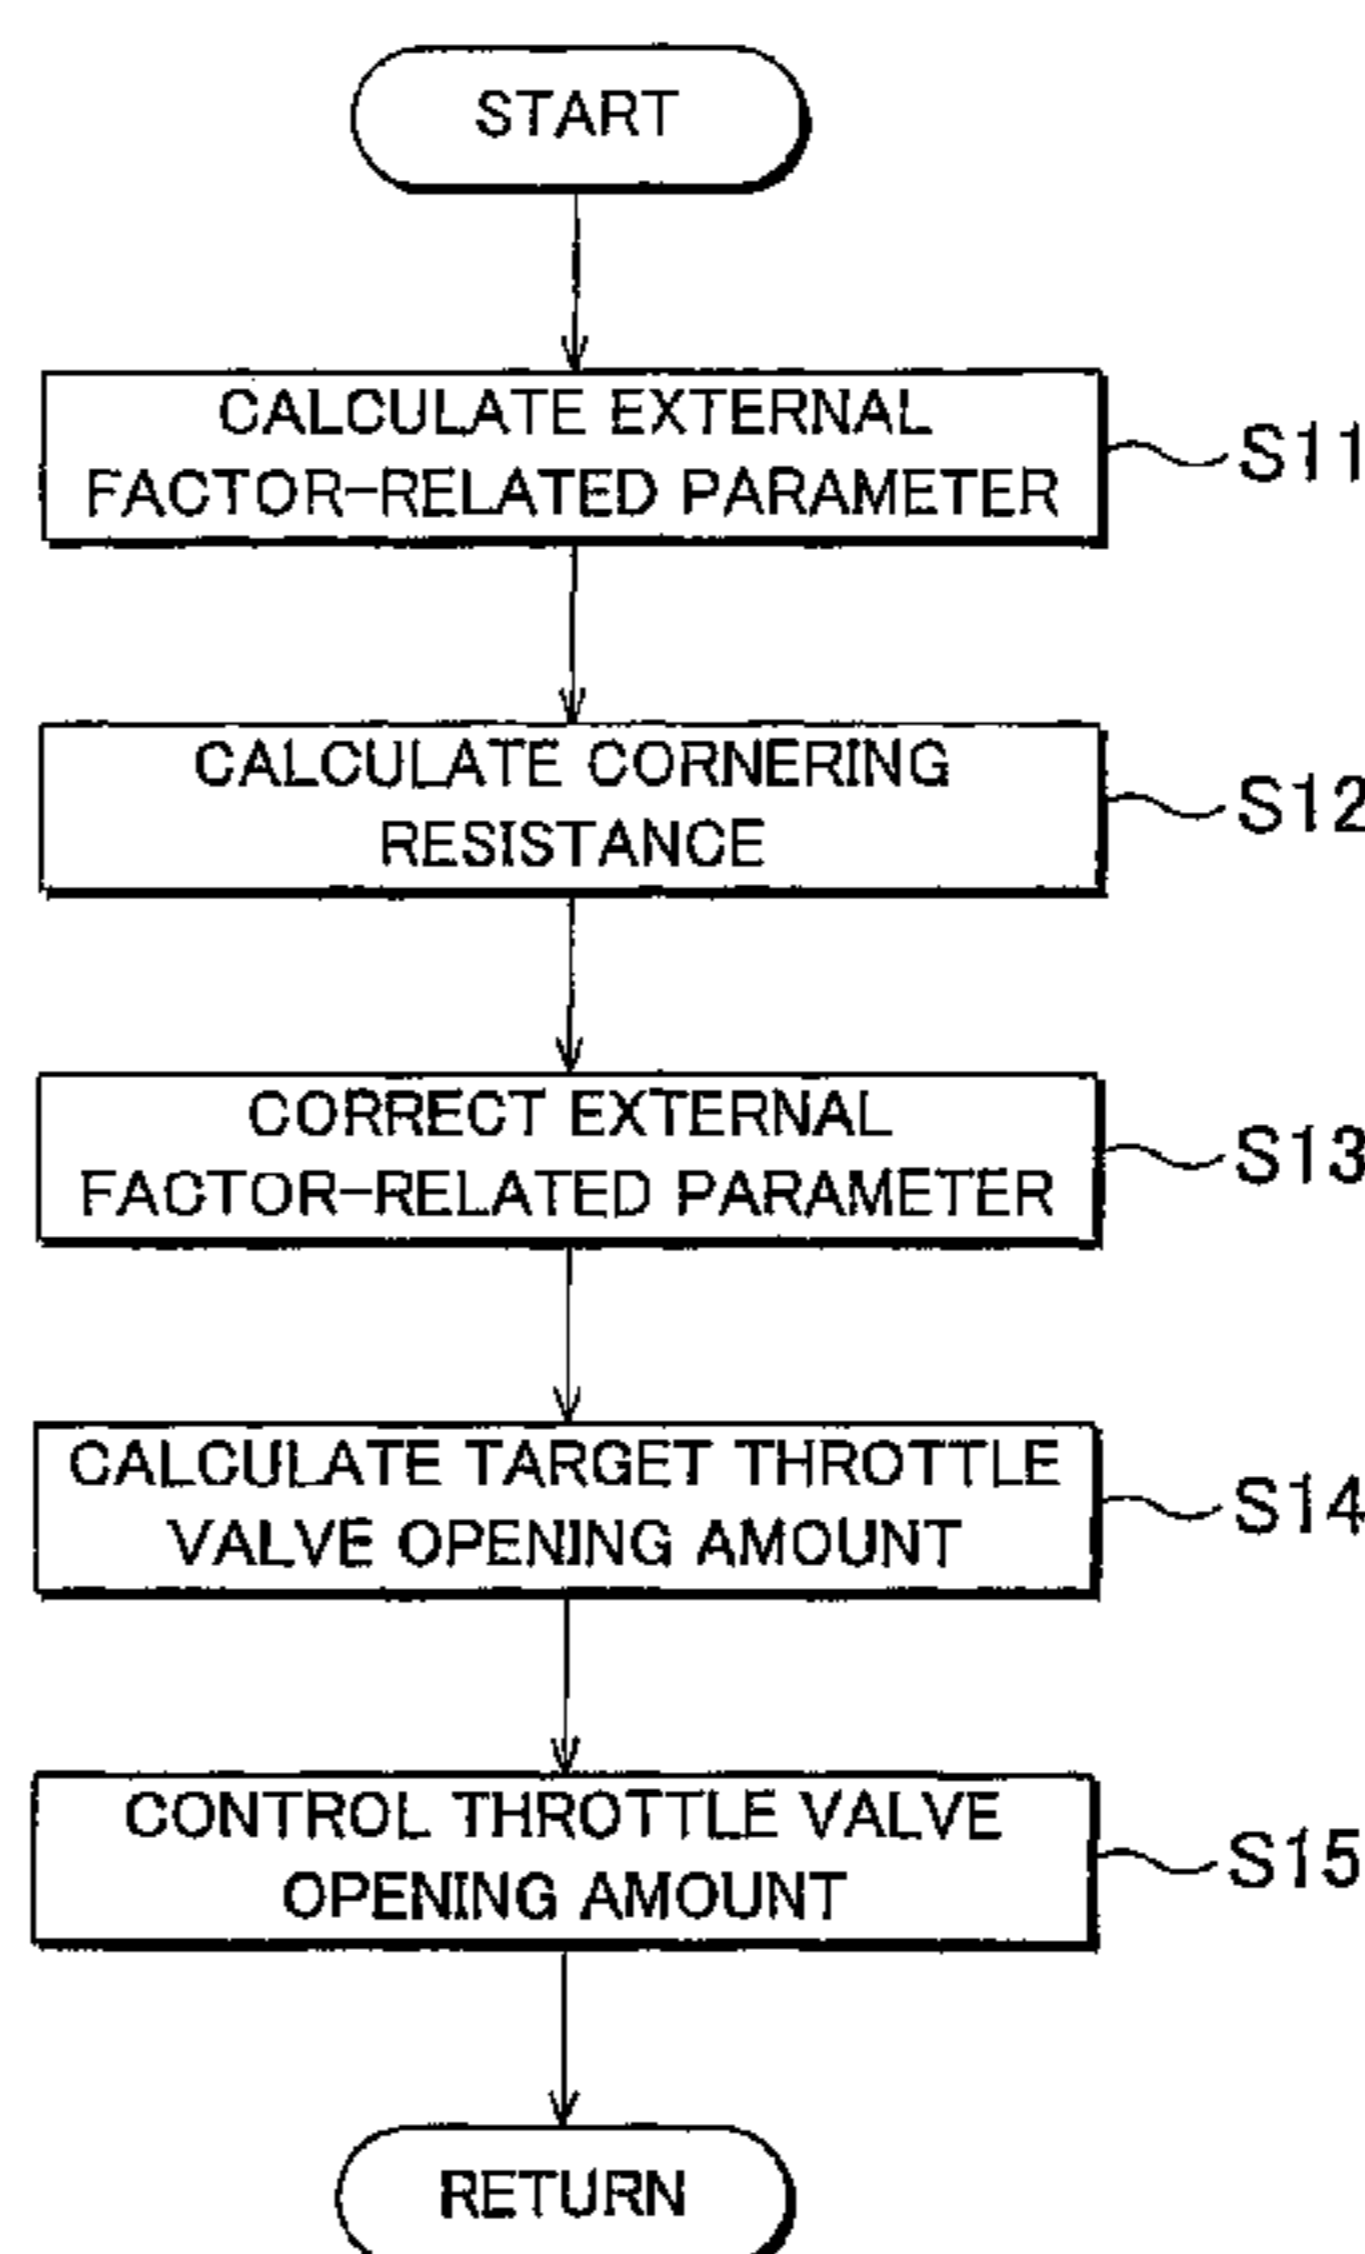 START
CALCULATE EXTERNAL
FACTOR-RELATED PARAMETER
S11
CALCULATE CORNERING
RESISTANCE
S12
CORRECT EXTERNAL
FACTOR-RELATED PARAMETER
S13
CALCULATE TARGET THROTTLE
VALVE OPENING AMOUNT
S14
CONTROL THROTTLE VALVE
OPENING AMOUNT
S15
RETURN